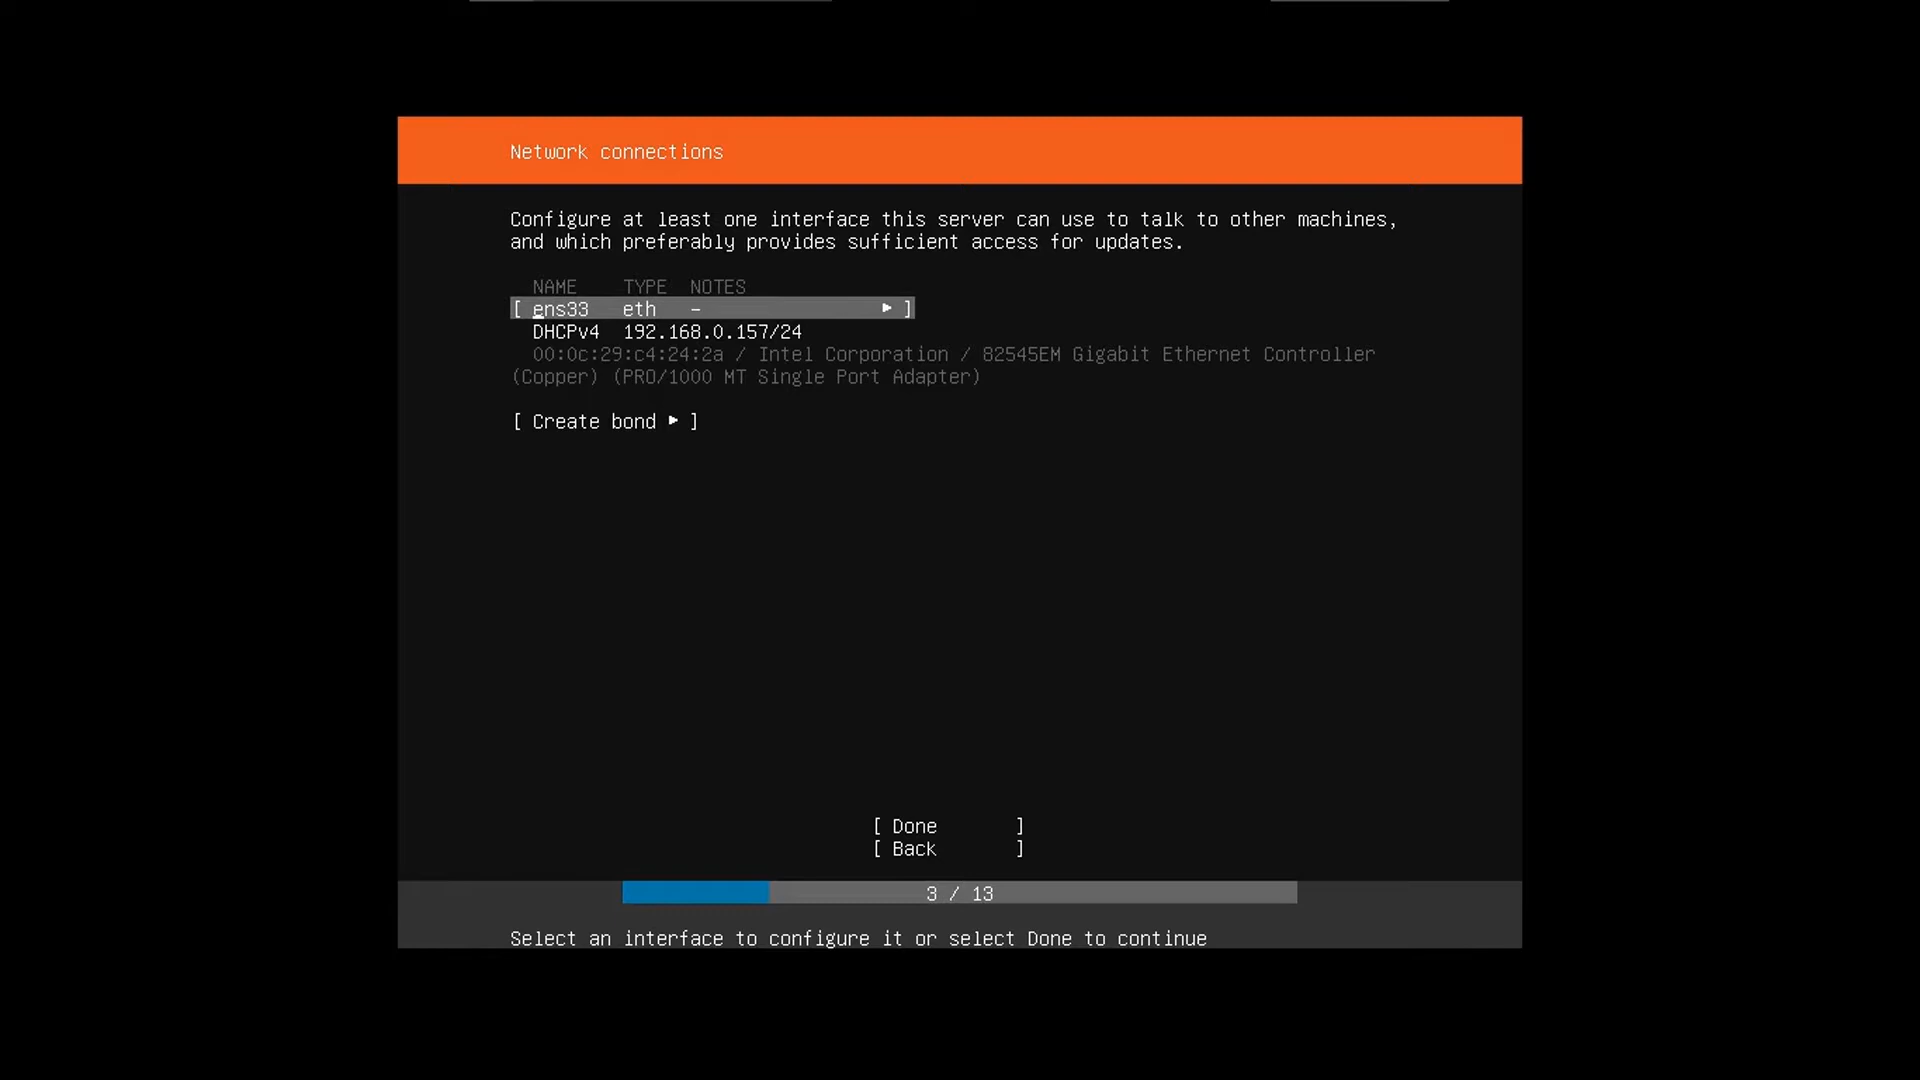 Network connections
Configure at least one interface this server can use to talk to other machines,
and which preferably provides sufficient access for updates.
NAME TYPE NOTES
[ ens33 eth - ▸ ]
DHCPv4 192.168.0.157/24
00:0c:29:c4:24:2a / Intel Corporation / 82545EM Gigabit Ethernet Controller
(Copper) (PRO/1000 MT Single Port Adapter)
[ Create bond ▸ ]
[ Done ]
[ Back ]
3 / 13
Select an interface to configure it or select Done to continue